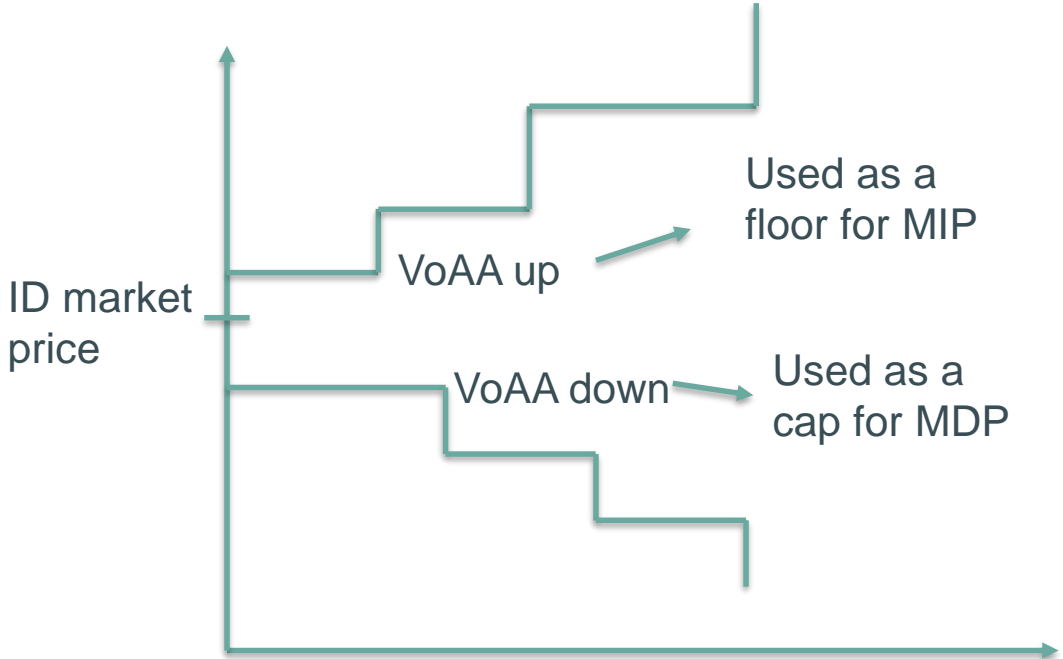 Used as a
floor for MIP
VoAA up
ID market
price
VoAA down
Used as a
cap for MDP